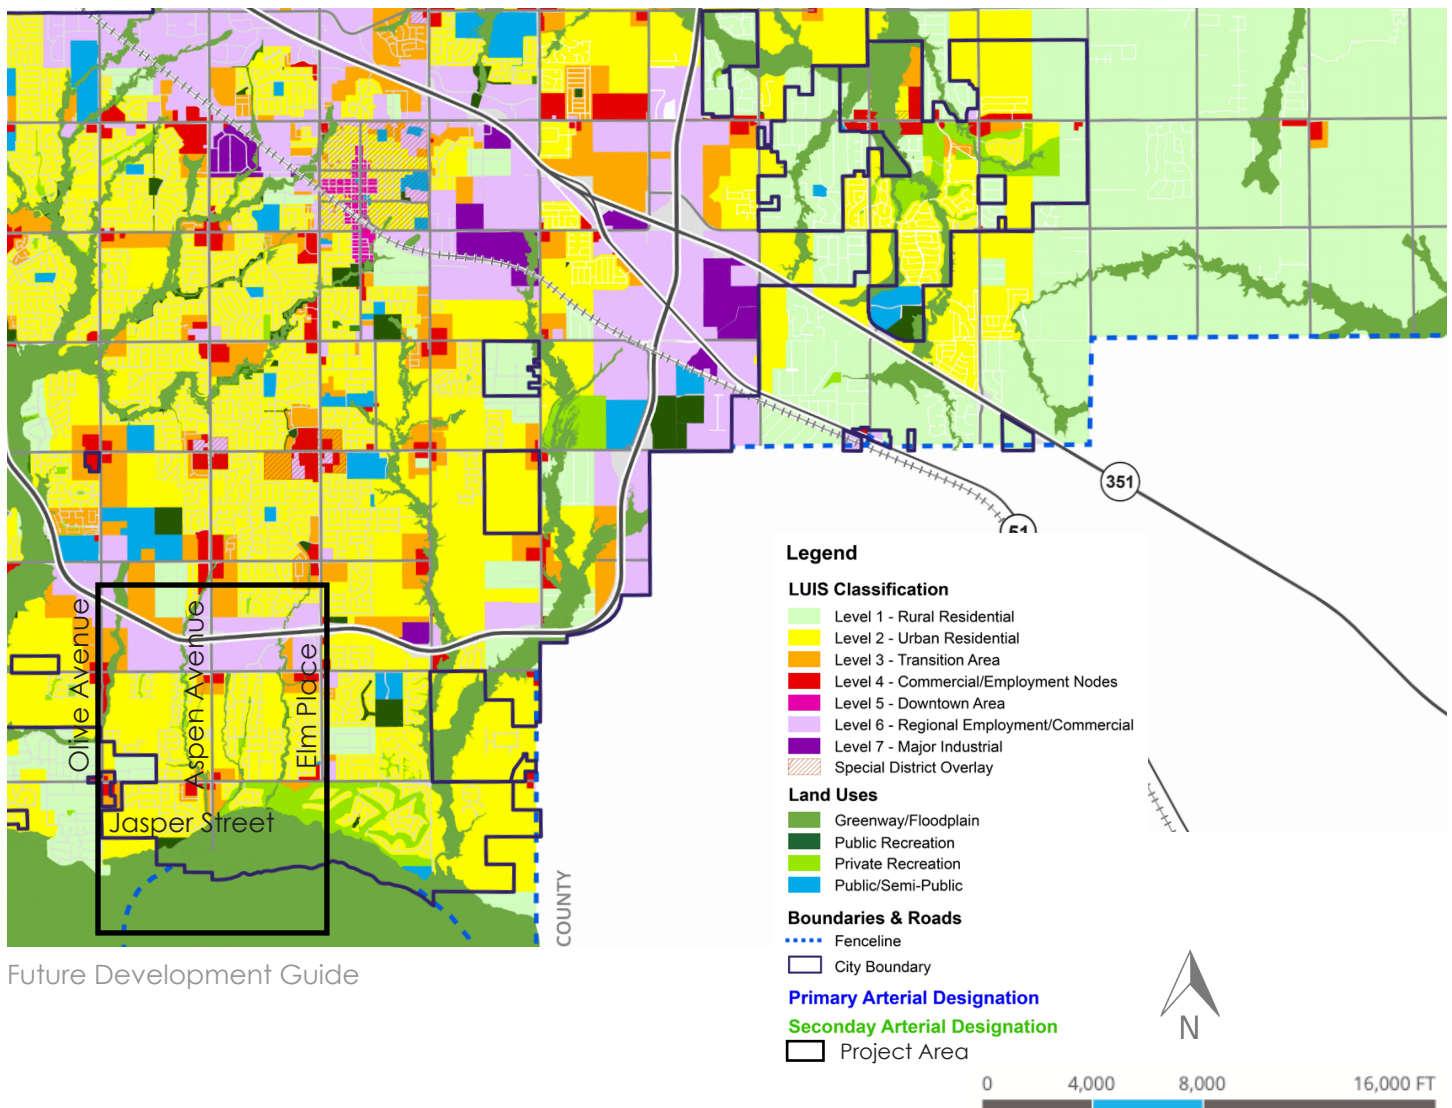 351
51
Olive Avenue
Aspen Avenue
Elm Place
Jasper Street
COUNTY
Future Development Guide
Legend
LUIS Classification
Level 1 - Rural Residential
Level 2 - Urban Residential
Level 3 - Transition Area
Level 4 - Commercial/Employment Nodes
Level 5 - Downtown Area
Level 6 - Regional Employment/Commercial
Level 7 - Major Industrial
Special District Overlay
Land Uses
Greenway/Floodplain
Public Recreation
Private Recreation
Public/Semi-Public
Boundaries & Roads
Fenceline
City Boundary
Primary Arterial Designation
Seconday Arterial Designation
Project Area
N
0 4,000 8,000 16,000 FT